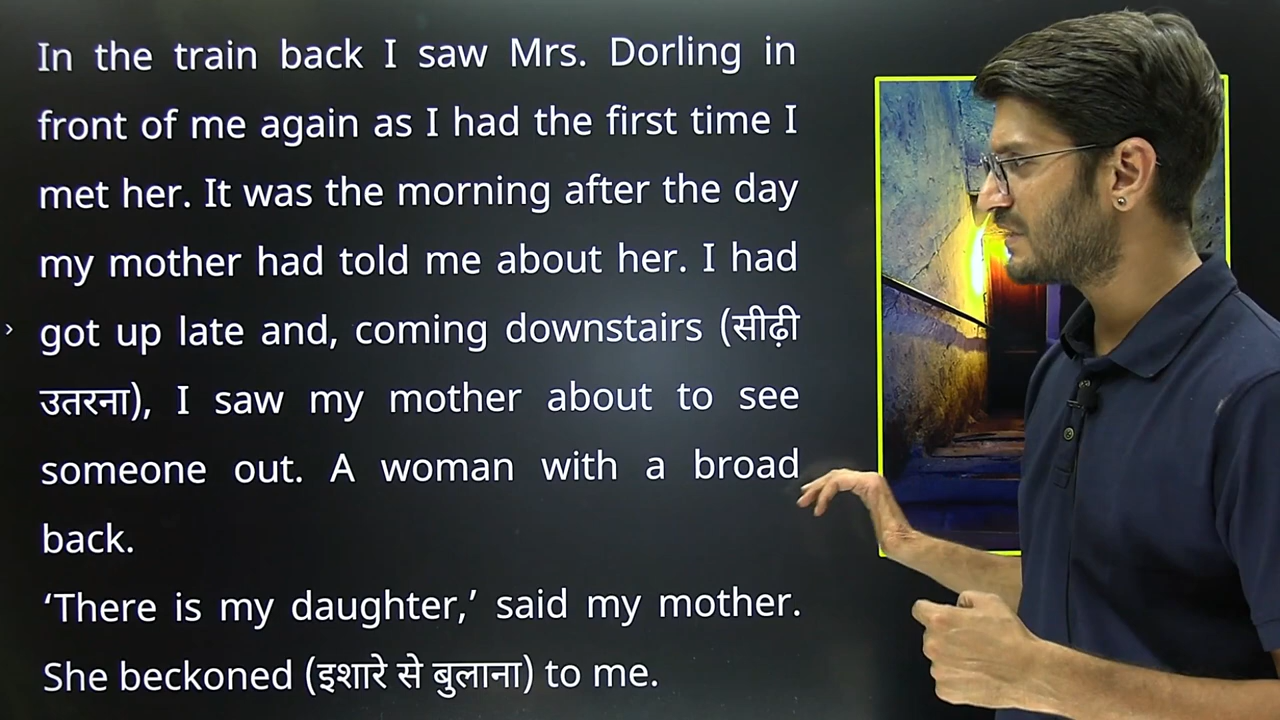 In the train back I saw Mrs. Dorling in
front of me again as I had the first time I
met her. It was the morning after the day
my mother had told me about her. I had
got up late and, coming downstairs (सीढ़ी
उतरना), I saw my mother about to see
someone out. A woman with a broad
back.
‘There is my daughter,’ said my mother.
She beckoned (इशारे से बुलाना) to me.